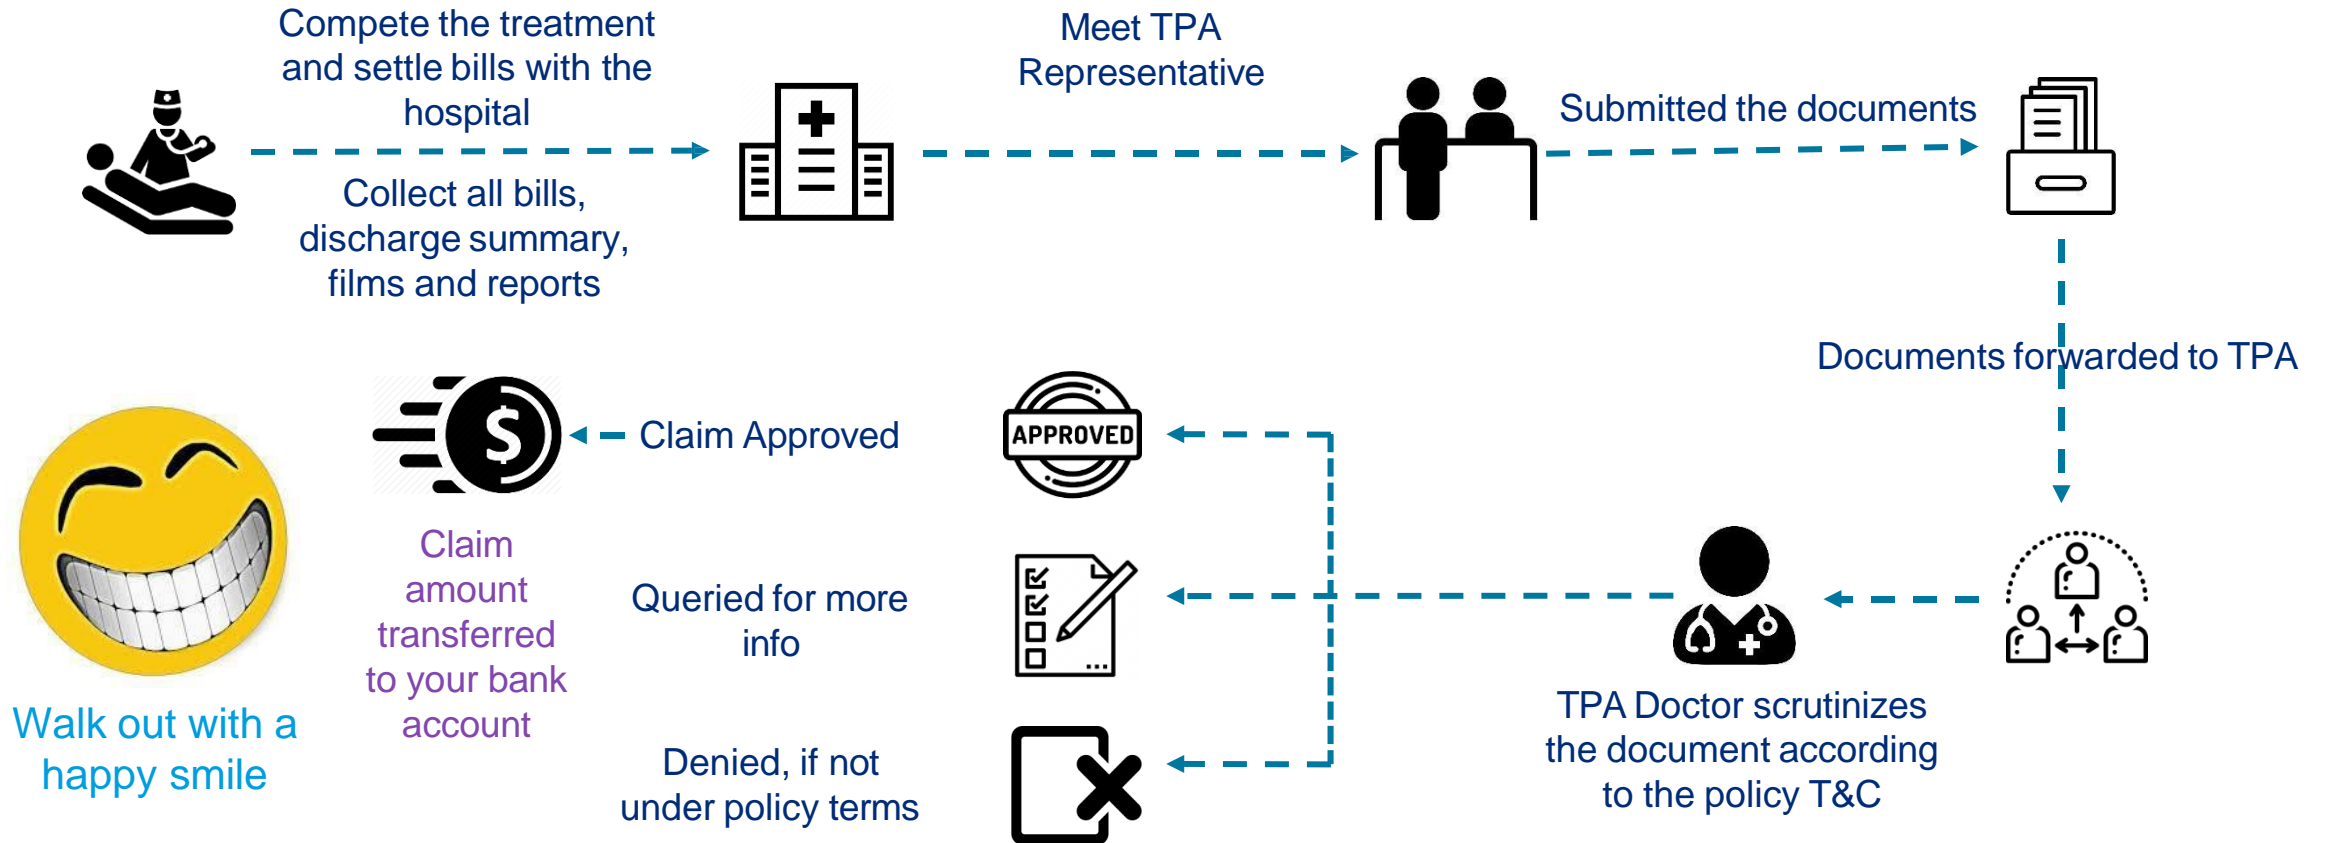 Compete the treatment
and settle bills with the
hospital
Collect all bills,
discharge summary,
films and reports
Meet TPA
Representative
Submitted the documents
Documents forwarded to TPA
TPA Doctor scrutinizes
the document according
to the policy T&C
APPROVED
Claim Approved
Queried for more
info
Denied, if not
under policy terms
$
Claim
amount
transferred
to your bank
account
Walk out with a
happy smile